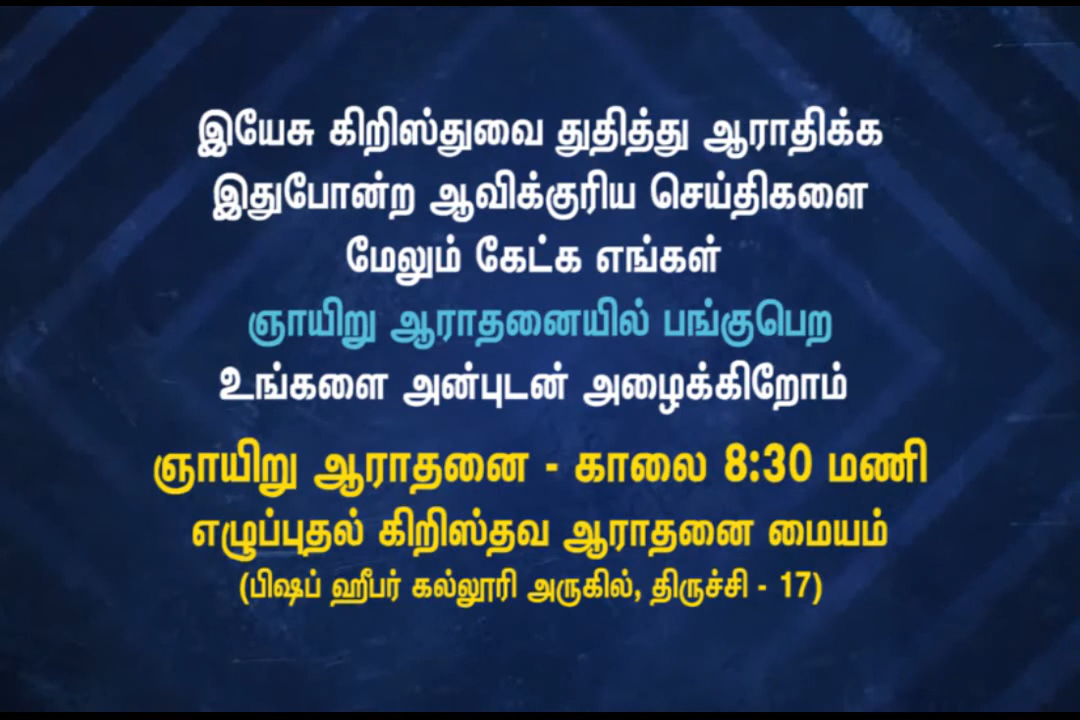 இயேசு கிறிஸ்துவை துதித்து ஆராதிக்க
இதுபோன்ற ஆவிக்குரிய செய்திகளை
மேலும் கேட்க எங்கள்
ஞாயிறு ஆராதனையில் பங்குபெற
உங்களை அன்புடன் அழைக்கிறோம்
ஞாயிறு ஆராதனை - காலை 8:30 மணி
எழுப்புதல் கிறிஸ்தவ ஆராதனை மையம்
(பிஷப் ஹீபர் கல்லூரி அருகில், திருச்சி - 17)